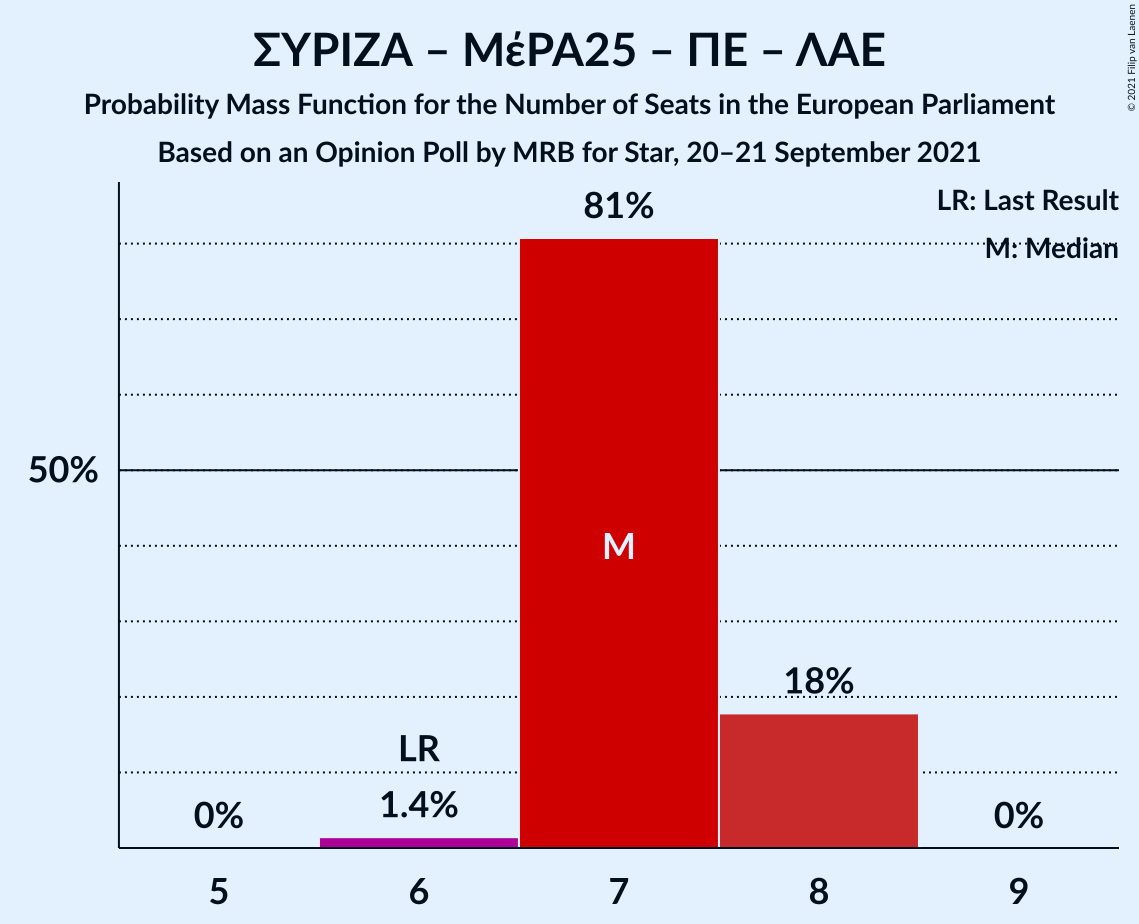 ΣΥΡΙΖΑ – ΜέΡΑ25 – ΠΕ – ΛΑΕ
Probability Mass Function for the Number of Seats in the European Parliament
Based on an Opinion Poll by MRB for Star, 20–21 September 2021
© 2021 Filip van Laenen
LR: Last Result
M: Median
81%
50%
M
18%
LR
1.4%
0%
0%
5
6
7
8
9